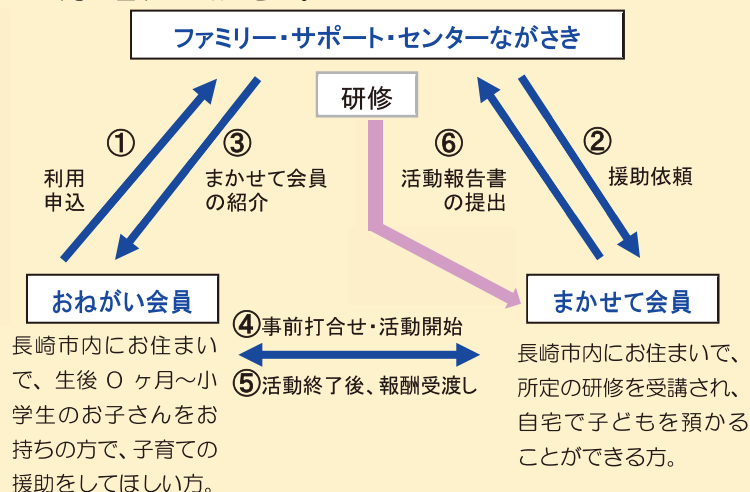 ファミリー・サポート・センターながさき
研修
①
利用
申込
③
まかせて会員
の紹介
⑥
活動報告書
の提出
②
援助依頼
おねがい会員
長崎市内にお住まい
で、生後 0 ヶ月～小
学生のお子さんをお
持ちの方で、子育ての
援助をしてほしい方。
④事前打合せ・活動開始
⑤活動終了後、報酬受渡し
まかせて会員
長崎市内にお住まいで、
所定の研修を受講され、
自宅で子どもを預かる
ことができる方。